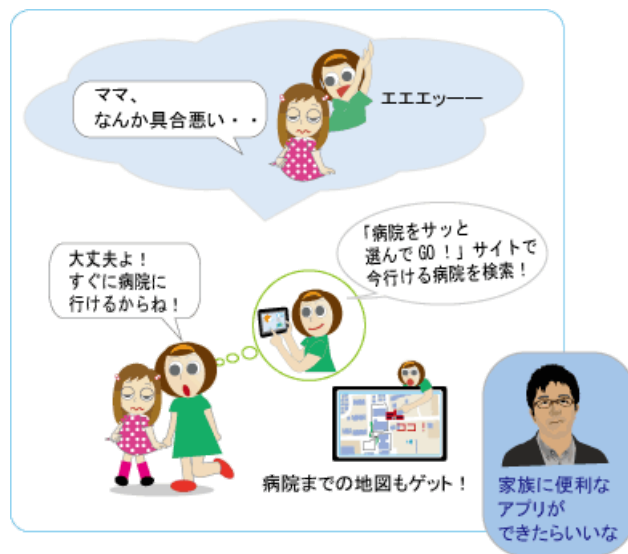 ママ、
なんか具合悪い・・
エエエッーー
大丈夫よ！
すぐに病院に
行けるからね！
「病院をサッと
選んでGO！」サイトで
今行ける病院を検索！
病院までの地図もゲット！
家族に便利な
アプリが
できたらいいな